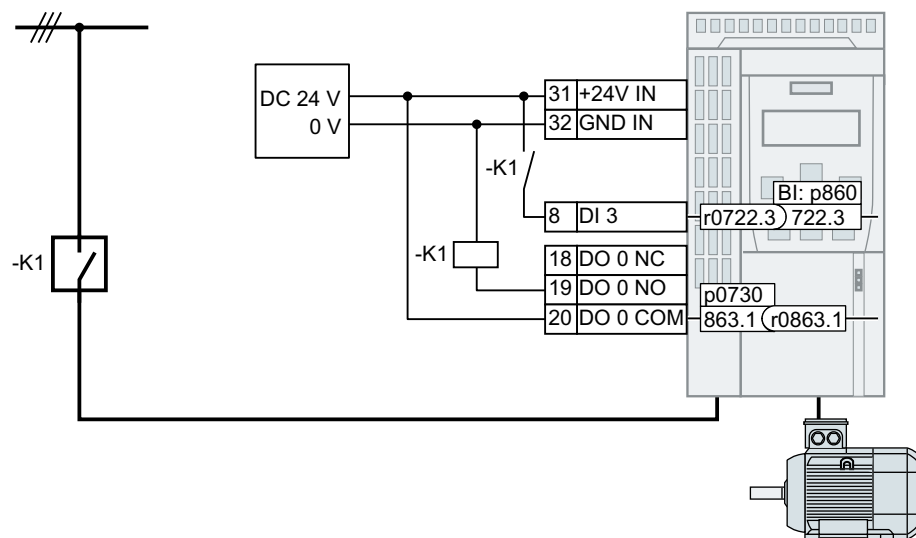 DC 24 V
0 V
31 +24V IN
32 GND IN
-K1
8 DI 3
BI: p860
r0722.3 722.3
-K1
-K1
18 DO 0 NC
19 DO 0 NO
20 DO 0 COM
p0730
863.1 r0863.1